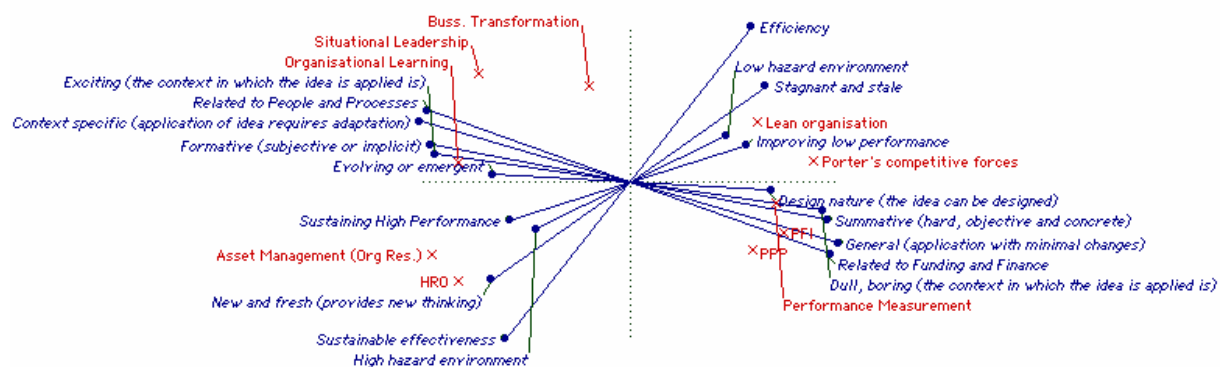 Buss. Transformation
Efficiency
Situational Leadership
Organisational Learning
Low hazard environment
Exciting (the context in which the idea is applied is)
Stagnant and stale
Related to People and Processes
Context specific (application of idea requires adaptation)
Lean organisation
Formative (subjective or implicit)
Improving low performance
Evolving or emergent
Porter's competitive forces
Design nature (the idea can be designed)
Sustaining High Performance
Summative (hard, objective and concrete)
PFI
General (application with minimal changes)
Asset Management (Org Res.)
PPP
Related to Funding and Finance
HRO
Dull, boring (the context in which the idea is applied is)
New and fresh (provides new thinking)
Performance Measurement
Sustainable effectiveness
High hazard environment